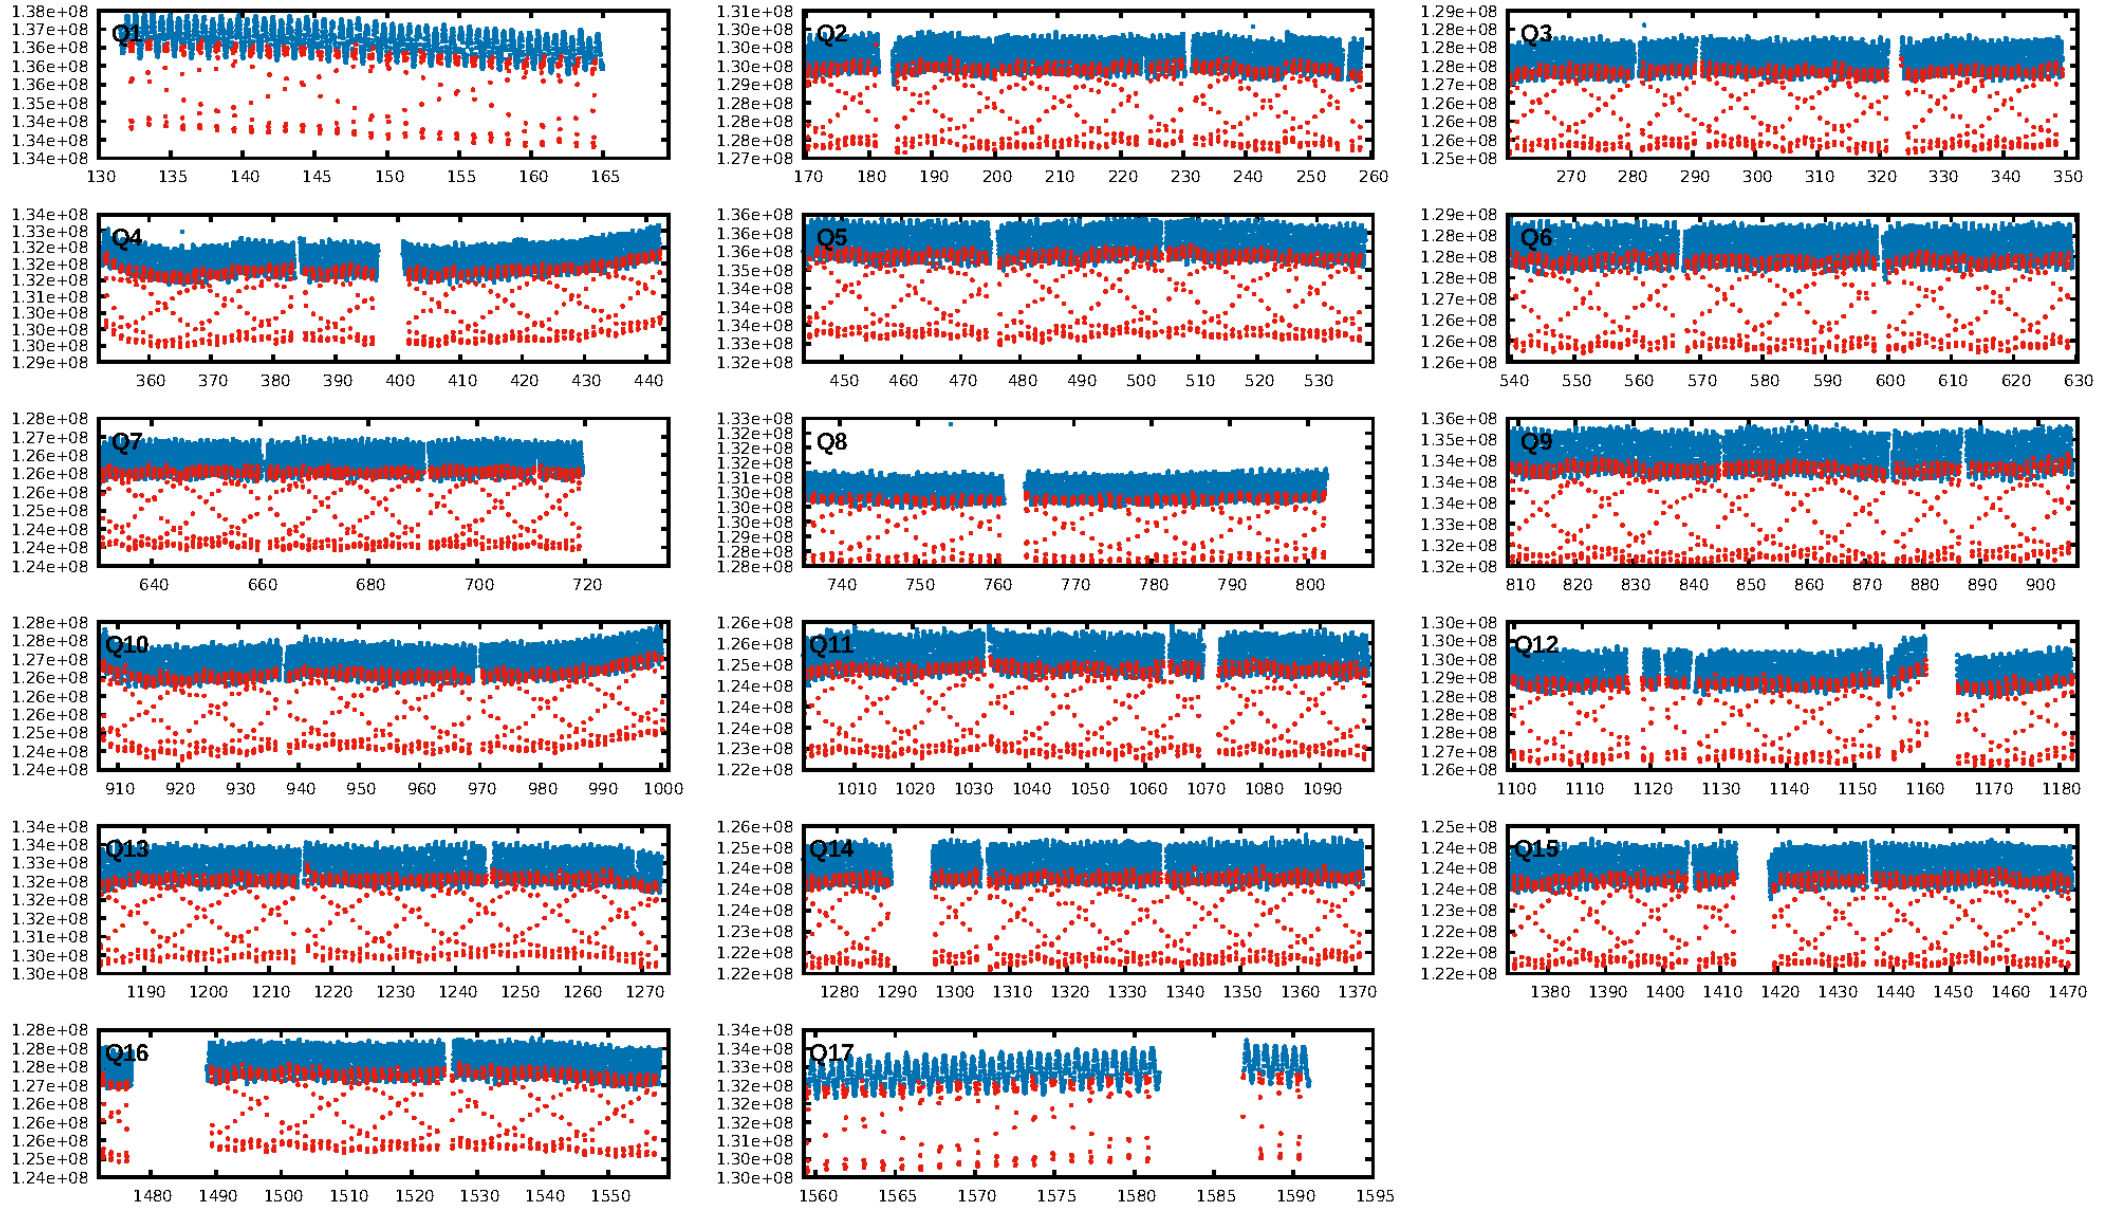 1.38e+08 1.37e+08 1.36e+08 1.36e+08 1.36e+08 1.35e+08 1.34e+08 1.34e+08 1.34e+08
Q1
130 135 140 145 150 155 160 165
1.31e+08 1.30e+08 1.30e+08 1.29e+08 1.29e+08 1.28e+08 1.28e+08 1.28e+08 1.27e+08
Q2
170 180 190 200 210 220 230 240 250 260
1.29e+08 1.28e+08 1.28e+08 1.28e+08 1.27e+08 1.26e+08 1.26e+08 1.26e+08 1.25e+08
Q3
270 280 290 300 310 320 330 340 350
1.34e+08 1.33e+08 1.32e+08 1.32e+08 1.32e+08 1.31e+08 1.30e+08 1.30e+08 1.30e+08 1.29e+08
Q4
360 370 380 390 400 410 420 430 440
1.36e+08 1.36e+08 1.36e+08 1.35e+08 1.34e+08 1.34e+08 1.34e+08 1.33e+08 1.32e+08
Q5
450 460 470 480 490 500 510 520 530
1.29e+08 1.28e+08 1.28e+08 1.28e+08 1.27e+08 1.26e+08 1.26e+08 1.26e+08
Q6
540 550 560 570 580 590 600 610 620 630
1.28e+08 1.27e+08 1.26e+08 1.26e+08 1.26e+08 1.25e+08 1.24e+08 1.24e+08 1.24e+08
Q7
640 660 680 700 720
1.33e+08 1.32e+08 1.32e+08 1.32e+08 1.31e+08 1.30e+08 1.30e+08 1.30e+08 1.29e+08 1.28e+08 1.28e+08
Q8
740 750 760 770 780 790 800
1.36e+08 1.35e+08 1.34e+08 1.34e+08 1.34e+08 1.33e+08 1.32e+08 1.32e+08
Q9
810 820 830 840 850 860 870 880 890 900
1.28e+08 1.28e+08 1.27e+08 1.26e+08 1.26e+08 1.26e+08 1.25e+08 1.24e+08 1.24e+08
Q10
910 920 930 940 950 960 970 980 990 1000
1.26e+08 1.26e+08 1.25e+08 1.24e+08 1.24e+08 1.24e+08 1.23e+08 1.22e+08
Q11
1010 1020 1030 1040 1050 1060 1070 1080 1090
1.30e+08 1.30e+08 1.30e+08 1.29e+08 1.28e+08 1.28e+08 1.28e+08 1.27e+08 1.26e+08
Q12
1100 1110 1120 1130 1140 1150 1160 1170 1180
1.34e+08 1.34e+08 1.33e+08 1.32e+08 1.32e+08 1.32e+08 1.31e+08 1.30e+08 1.30e+08
Q13
1190 1200 1210 1220 1230 1240 1250 1260 1270
1.26e+08 1.24e+08 1.24e+08 1.24e+08 1.24e+08 1.23e+08 1.22e+08 1.22e+08
Q14
1280 1290 1300 1310 1320 1330 1340 1350 1360 1370
1.25e+08 1.24e+08 1.24e+08 1.24e+08 1.23e+08 1.22e+08 1.22e+08 1.22e+08
Q15
1380 1390 1400 1410 1420 1430 1440 1450 1460 1470
1.28e+08 1.28e+08 1.28e+08 1.27e+08 1.26e+08 1.26e+08 1.26e+08 1.25e+08 1.24e+08
Q16
1480 1490 1500 1510 1520 1530 1540 1550
1.34e+08 1.34e+08 1.33e+08 1.32e+08 1.32e+08 1.32e+08 1.31e+08 1.30e+08 1.30e+08
Q17
1560 1565 1570 1575 1580 1585 1590 1595